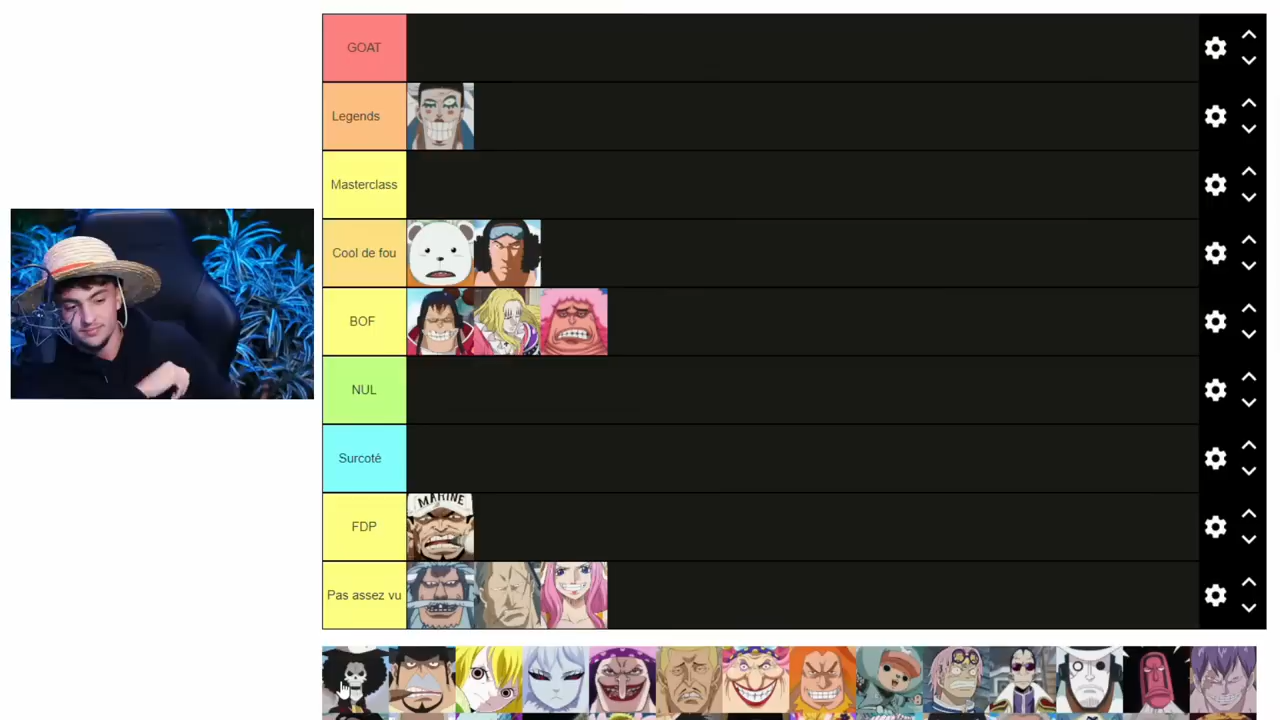 GOAT
Legends
Masterclass
Cool de fou
BOF
NUL
Surcoté
FDP
MARINE
Pas assez vu